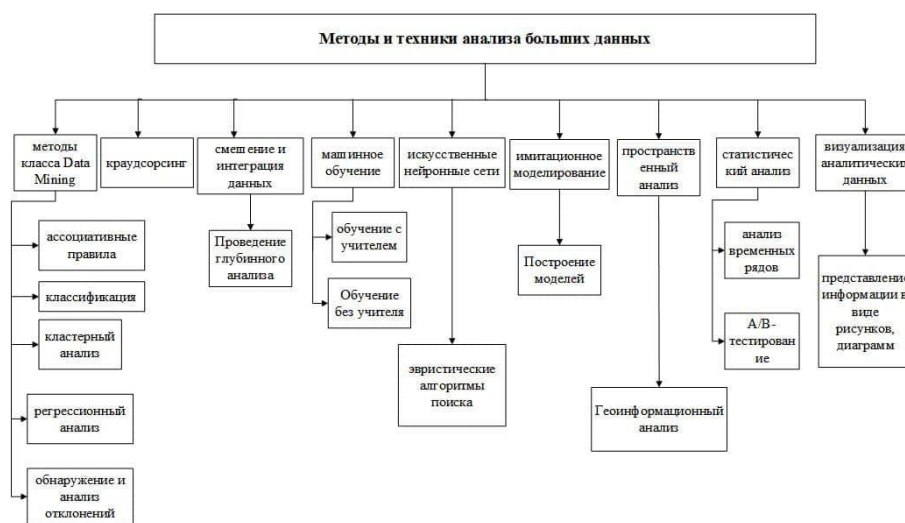 Методы и техники анализа больших данных
методы
класса Data
Mining
краудсорсинг
смешение и
интеграция
данных
машинное
обучение
искусственные
нейронные сети
имитационное
моделирование
пространств
енный
анализ
статистичес
кий анализ
визуализация
аналитических
данных
ассоциативные
правила
классификация
кластерный
анализ
регрессионный
анализ
обнаружение и
анализ
отклонений
Проведение
глубинного
анализа
обучение с
учителем
Обучение
без учителя
эвристические
алгоритмы
поиска
Построение
моделей
Геоинформационный
анализ
анализ
временных
рядов
А/В-
тестирован
ие
представление
информации в
виде
рисунков,
диаграмм